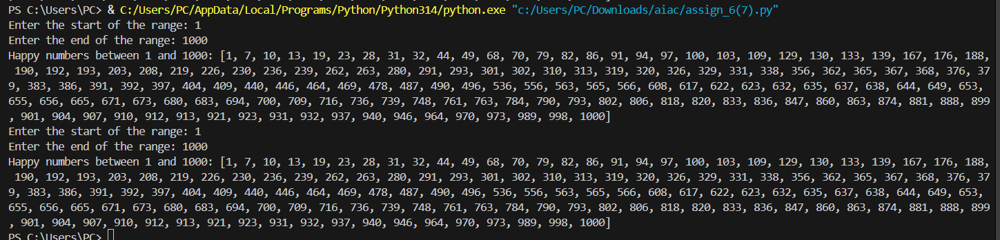 PS C:\Users\PC> & C:/Users/PC/AppData/Local/Programs/Python/Python314/python.exe "c:/Users/PC/Downloads/aiac/assign_6(7).py"
Enter the start of the range: 1
Enter the end of the range: 1000
Happy numbers between 1 and 1000: [1, 7, 10, 13, 19, 23, 28, 31, 32, 44, 49, 68, 70, 79, 82, 86, 91, 94, 97, 100, 103, 109, 129, 130, 133, 139, 167, 176, 188,
190, 192, 193, 203, 208, 219, 226, 230, 236, 239, 262, 263, 280, 291, 293, 301, 302, 310, 313, 319, 320, 326, 329, 331, 338, 356, 362, 365, 367, 368, 376, 37
9, 383, 386, 391, 392, 397, 404, 409, 440, 446, 464, 469, 478, 487, 490, 496, 536, 556, 563, 565, 566, 608, 617, 622, 623, 632, 635, 637, 638, 644, 649, 653,
655, 656, 665, 671, 673, 680, 683, 694, 700, 709, 716, 736, 739, 748, 761, 763, 784, 790, 793, 802, 806, 818, 820, 833, 836, 847, 860, 863, 874, 881, 888, 899
, 901, 904, 907, 910, 912, 913, 921, 923, 931, 932, 937, 940, 946, 964, 970, 973, 989, 998, 1000]
Enter the start of the range: 1
Enter the end of the range: 1000
Happy numbers between 1 and 1000: [1, 7, 10, 13, 19, 23, 28, 31, 32, 44, 49, 68, 70, 79, 82, 86, 91, 94, 97, 100, 103, 109, 129, 130, 133, 139, 167, 176, 188,
190, 192, 193, 203, 208, 219, 226, 230, 236, 239, 262, 263, 280, 291, 293, 301, 302, 310, 313, 319, 320, 326, 329, 331, 338, 356, 362, 365, 367, 368, 376, 37
9, 383, 386, 391, 392, 397, 404, 409, 440, 446, 464, 469, 478, 487, 490, 496, 536, 556, 563, 565, 566, 608, 617, 622, 623, 632, 635, 637, 638, 644, 649, 653,
655, 656, 665, 671, 673, 680, 683, 694, 700, 709, 716, 736, 739, 748, 761, 763, 784, 790, 793, 802, 806, 818, 820, 833, 836, 847, 860, 863, 874, 881, 888, 899
, 901, 904, 907, 910, 912, 913, 921, 923, 931, 932, 937, 940, 946, 964, 970, 973, 989, 998, 1000]
PS C:\Users\PC>